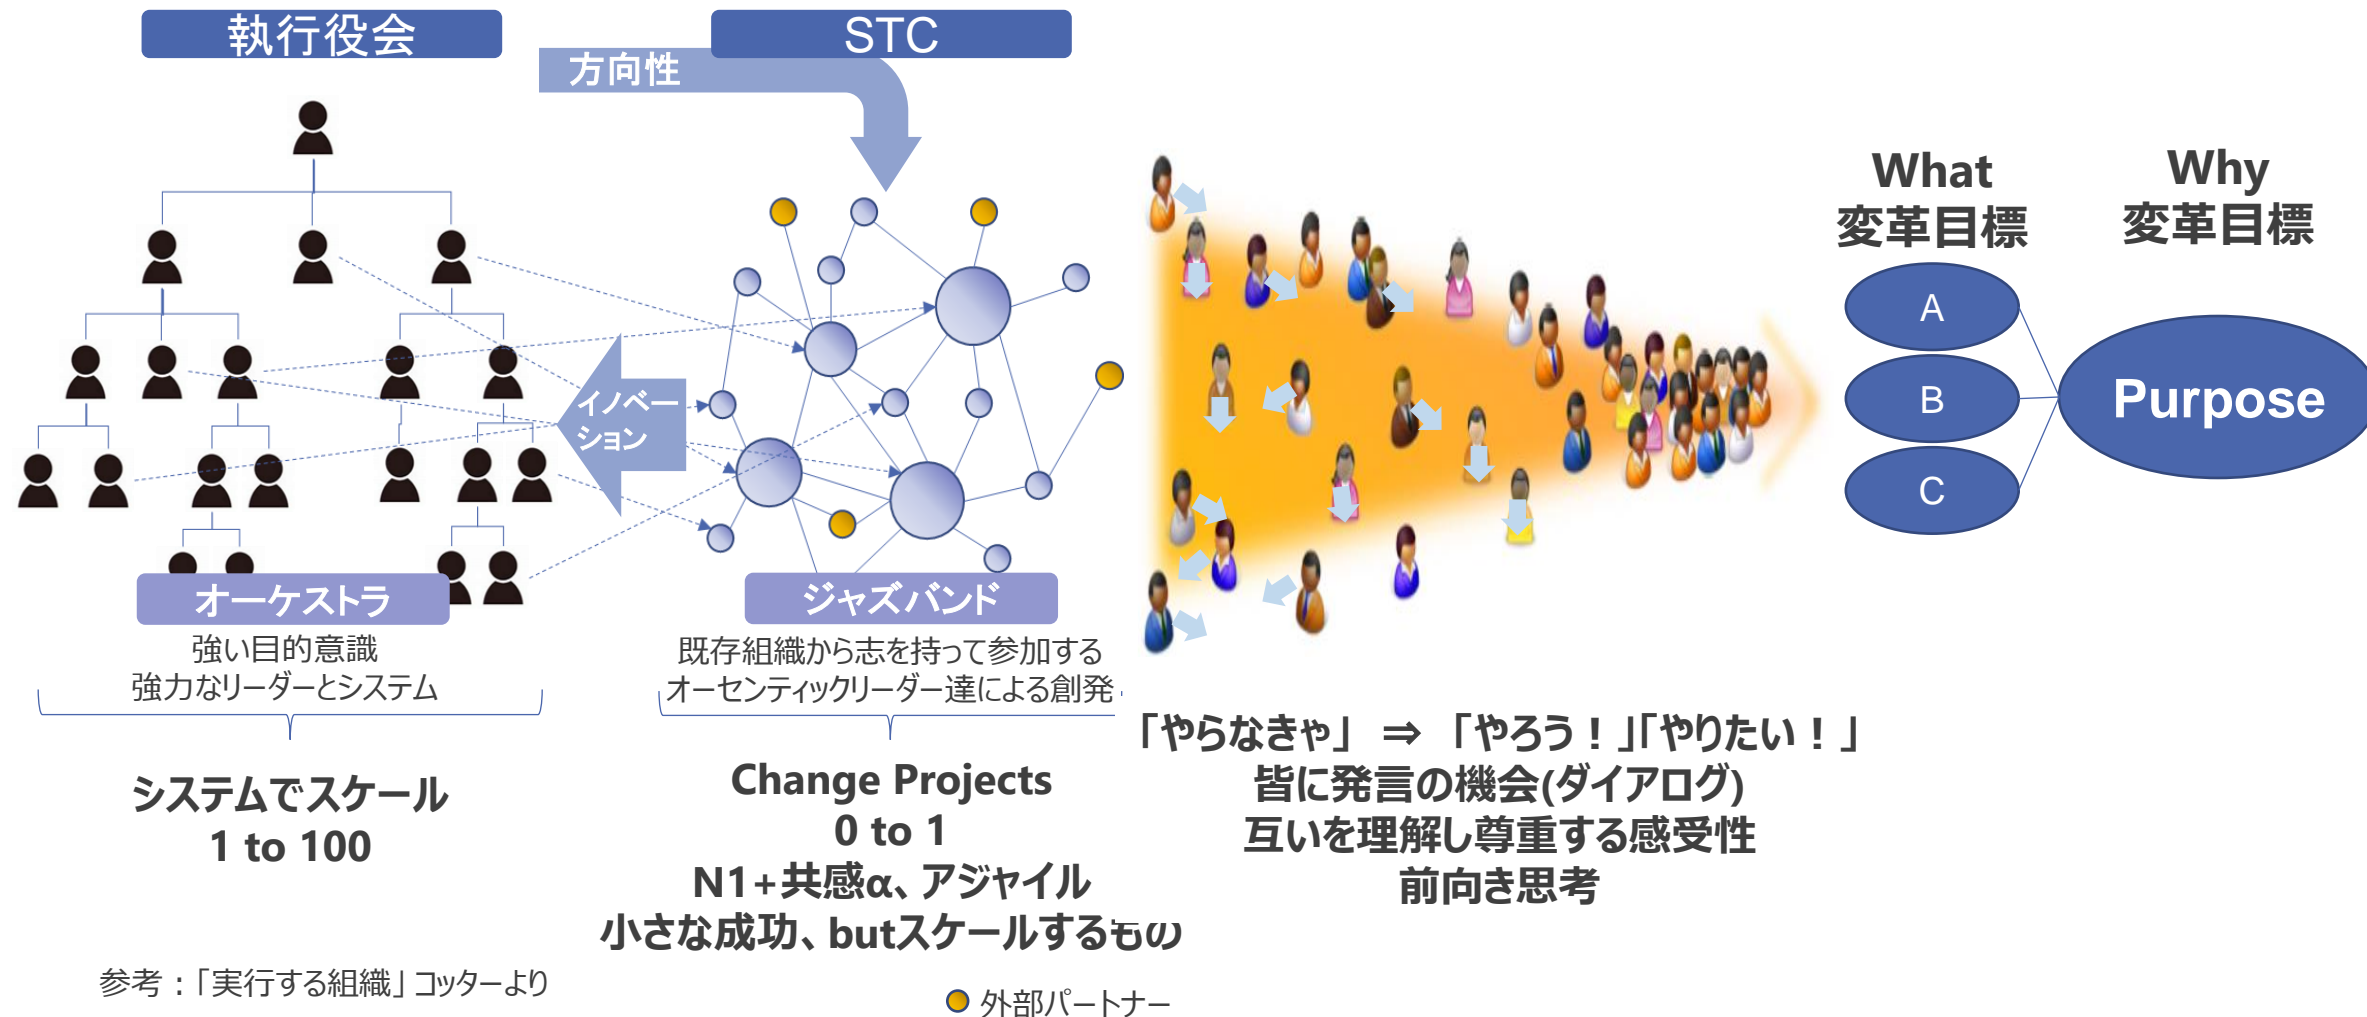 執行役会
STC
方向性
イノベー
ション
オーケストラ
強い目的意識
強力なリーダーとシステム
システムでスケール
1 to 100
参考：「実行する組織」コッターより
ジャズバンド
既存組織から志を持って参加する
オーセンティックリーダー達による創発
Change Projects
0 to 1
N1+共感α、アジャイル
小さな成功、butスケールするもの
外部パートナー
「やらなきゃ」 ⇒ 「やろう！」「やりたい！」
皆に発言の機会(ダイアログ)
互いを理解し尊重する感受性
前向き思考
What
変革目標
A
B
C
Why
変革目標
Purpose